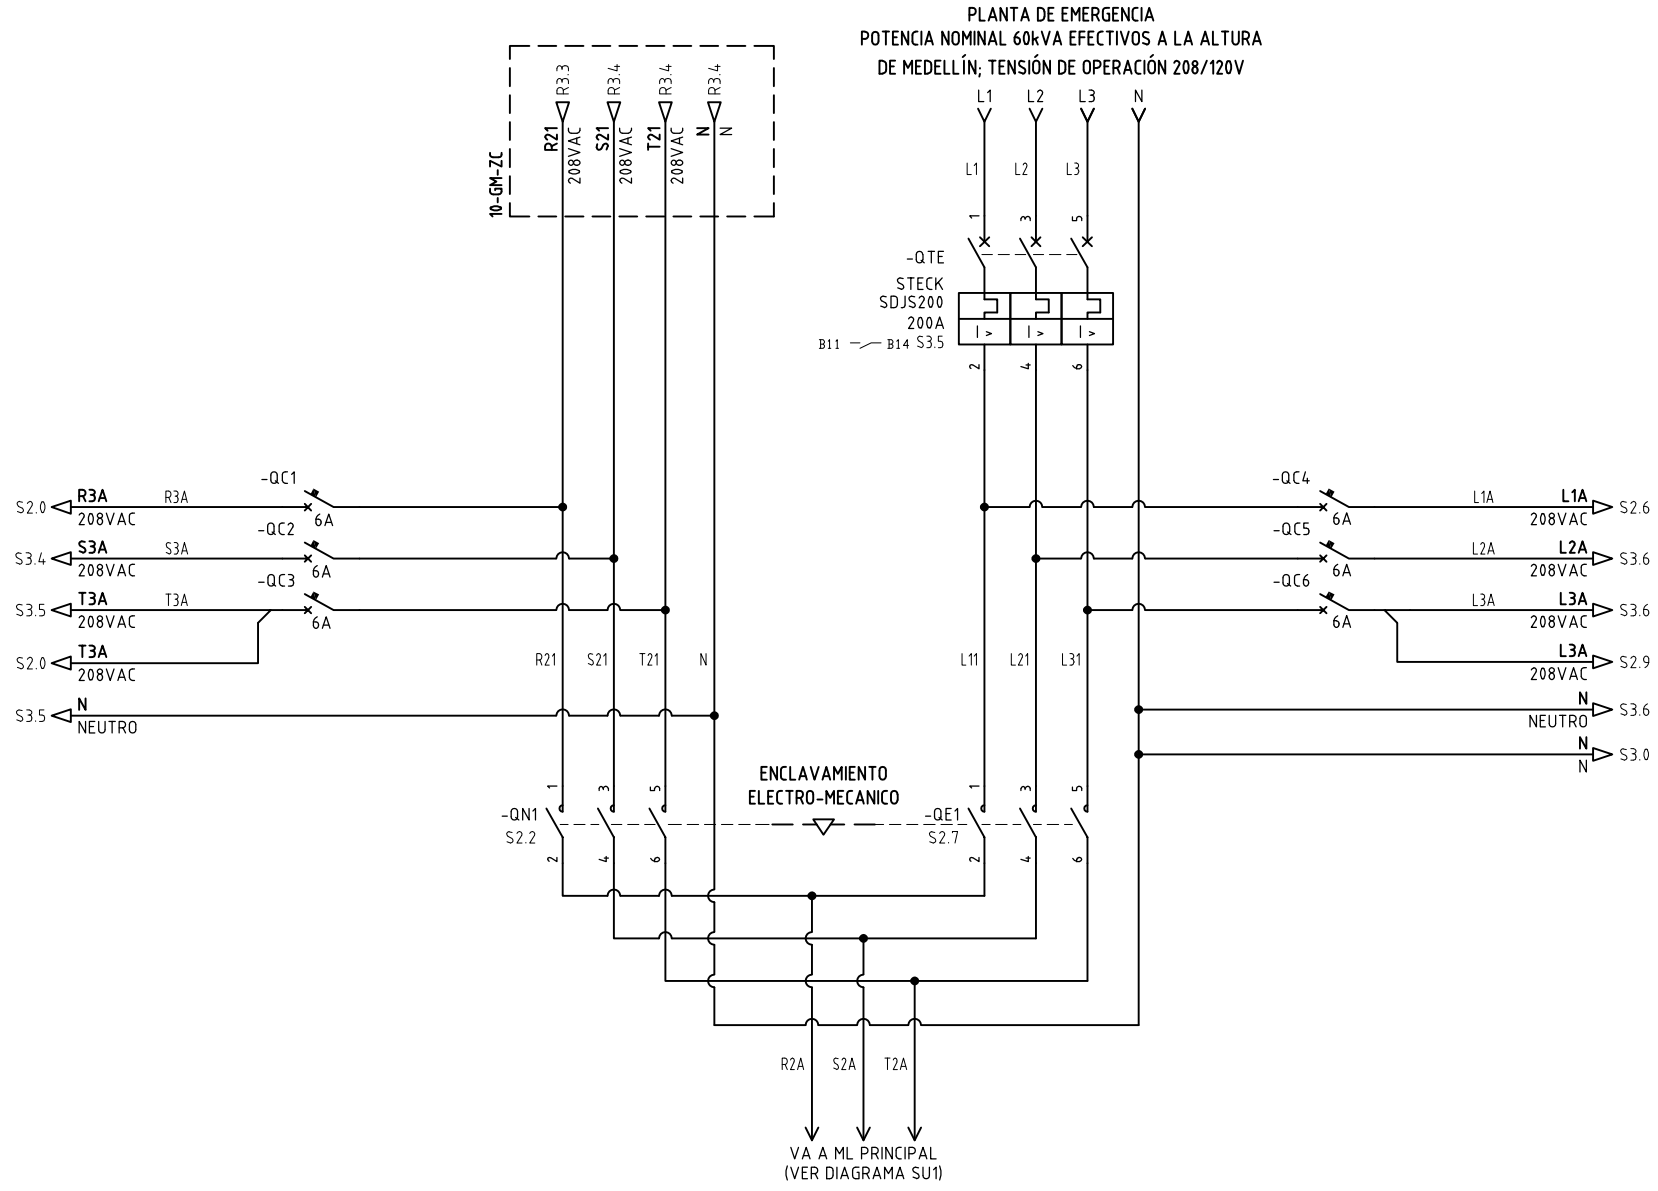 PLANTA DE EMERGENCIA
POTENCIA NOMINAL 60kVA EFECTIVOS A LA ALTURA
DE MEDELLÍN; TENSIÓN DE OPERACIÓN 208/120V
L1 L2 L3 N
R3.3 R3.4 R3.4 R3.4
R21 S21 T21 N
208VAC 208VAC 208VAC N
10-GM-ZC
L1 L2 L3
1 3 5
-QTE
STECK
SDJS200
200A
I > I > I >
B11 B14 S3.5
2 4 6
-QC1
S2.0 R3A R3A
208VAC 6A
-QC2
S3.4 S3A S3A
208VAC 6A
-QC3
S3.5 T3A T3A
208VAC 6A
S2.0 T3A
208VAC
S3.5 N
NEUTRO
-QC4
L1A L1A S2.6
6A 208VAC
-QC5
L2A L2A S3.6
6A 208VAC
-QC6
L3A L3A S3.6
6A 208VAC
L3A S2.9
208VAC
N S3.6
NEUTRO
N S3.0
N
R21 S21 T21 N L11 L21 L31
ENCLAVAMIENTO
ELECTRO-MECANICO
1 3 5 1 3 5
-QN1 -QE1
S2.2 S2.7
2 4 6 2 4 6
R2A S2A T2A
VA A ML PRINCIPAL
(VER DIAGRAMA SU1)